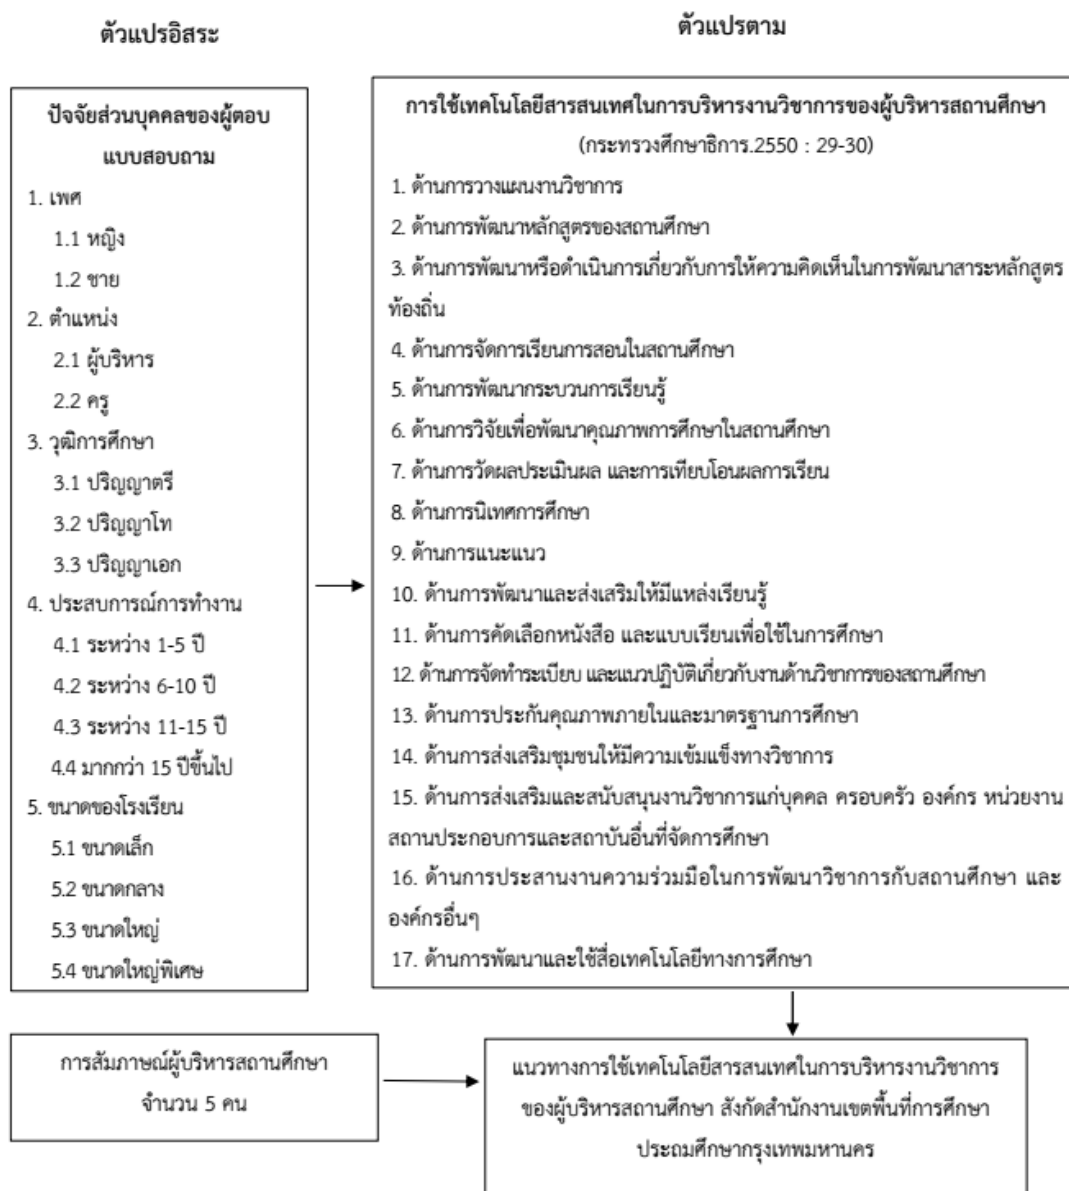 ตัวแปรอิสระ
ตัวแปรตาม
ปัจจัยส่วนบุคคลของผู้ตอบ
แบบสอบถาม
1. เพศ
1.1 หญิง
1.2 ชาย
2. ตำแหน่ง
2.1 ผู้บริหาร
2.2 ครู
3. วุฒิการศึกษา
3.1 ปริญญาตรี
3.2 ปริญญาโท
3.3 ปริญญาเอก
4. ประสบการณ์การทำงาน
4.1 ระหว่าง 1-5 ปี
4.2 ระหว่าง 6-10 ปี
4.3 ระหว่าง 11-15 ปี
4.4 มากกว่า 15 ปีขึ้นไป
5. ขนาดของโรงเรียน
5.1 ขนาดเล็ก
5.2 ขนาดกลาง
5.3 ขนาดใหญ่
5.4 ขนาดใหญ่พิเศษ
การใช้เทคโนโลยีสารสนเทศในการบริหารงานวิชาการของผู้บริหารสถานศึกษา
(กระทรวงศึกษาธิการ.2550 : 29-30)
1. ด้านการวางแผนงานวิชาการ
2. ด้านการพัฒนาหลักสูตรของสถานศึกษา
3. ด้านการพัฒนาหรือดำเนินการเกี่ยวกับการให้ความคิดเห็นในการพัฒนาสาระหลักสูตร
ท้องถิ่น
4. ด้านการจัดการเรียนการสอนในสถานศึกษา
5. ด้านการพัฒนากระบวนการเรียนรู้
6. ด้านการวิจัยเพื่อพัฒนาคุณภาพการศึกษาในสถานศึกษา
7. ด้านการวัดผลประเมินผล และการเทียบโอนผลการเรียน
8. ด้านการนิเทศการศึกษา
9. ด้านการแนะแนว
10. ด้านการพัฒนาและส่งเสริมให้มีแหล่งเรียนรู้
11. ด้านการคัดเลือกหนังสือ และแบบเรียนเพื่อใช้ในการศึกษา
12. ด้านการจัดทำระเบียบ และแนวปฏิบัติเกี่ยวกับงานด้านวิชาการของสถานศึกษา
13. ด้านการประกันคุณภาพภายในและมาตรฐานการศึกษา
14. ด้านการส่งเสริมชุมชนให้มีความเข้มแข็งทางวิชาการ
15. ด้านการส่งเสริมและสนับสนุนงานวิชาการแก่บุคคล ครอบครัว องค์กร หน่วยงาน
สถานประกอบการและสถาบันอื่นที่จัดการศึกษา
16. ด้านการประสานงานความร่วมมือในการพัฒนาวิชาการกับสถานศึกษา และ
องค์กรอื่นๆ
17. ด้านการพัฒนาและใช้สื่อเทคโนโลยีทางการศึกษา
การสัมภาษณ์ผู้บริหารสถานศึกษา
จำนวน 5 คน
แนวทางการใช้เทคโนโลยีสารสนเทศในการบริหารงานวิชาการ
ของผู้บริหารสถานศึกษา สังกัดสำนักงานเขตพื้นที่การศึกษา
ประถมศึกษากรุงเทพมหานคร